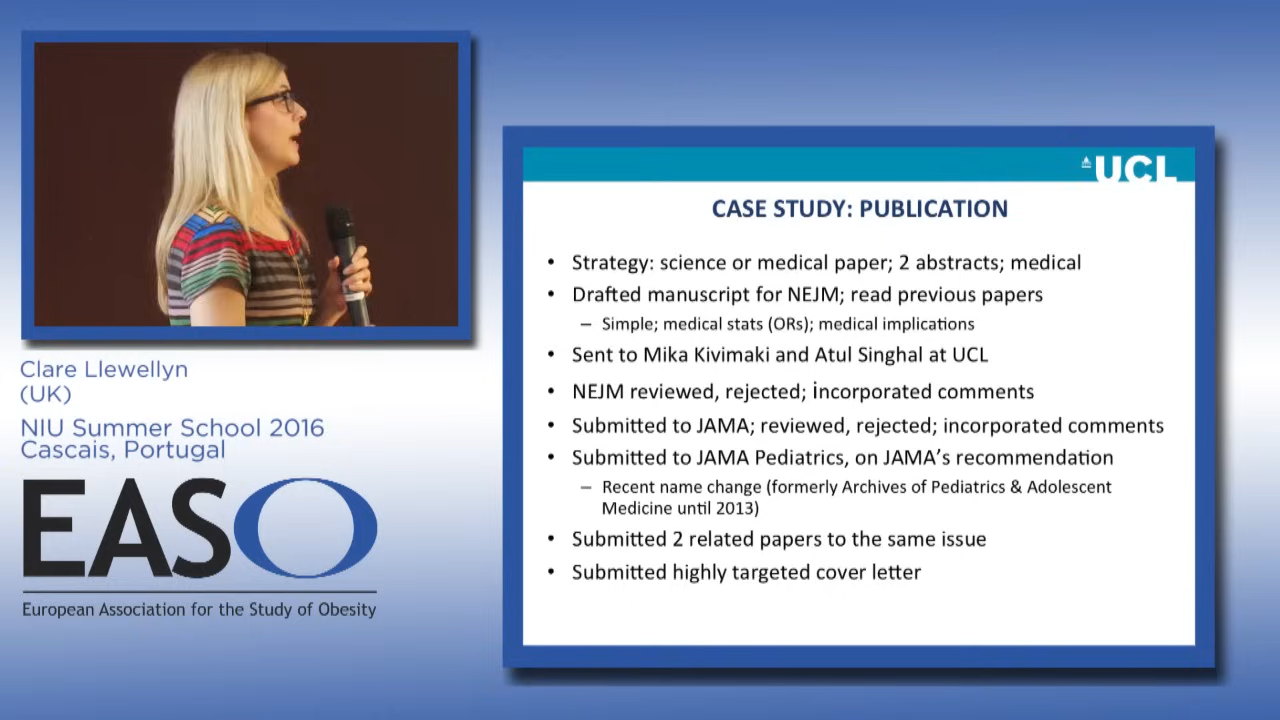 Clare Llewellyn
(UK)
NIU Summer School 2016
Cascais, Portugal
EASO
European Association for the Study of Obesity
UCL
CASE STUDY: PUBLICATION
• Strategy: science or medical paper; 2 abstracts; medical
• Drafted manuscript for NEJM; read previous papers
– Simple; medical stats (ORs); medical implications
• Sent to Mika Kivimaki and Atul Singhal at UCL
• NEJM reviewed, rejected; incorporated comments
• Submitted to JAMA; reviewed, rejected; incorporated comments
• Submitted to JAMA Pediatrics, on JAMA's recommendation
– Recent name change (formerly Archives of Pediatrics & Adolescent
Medicine until 2013)
• Submitted 2 related papers to the same issue
• Submitted highly targeted cover letter